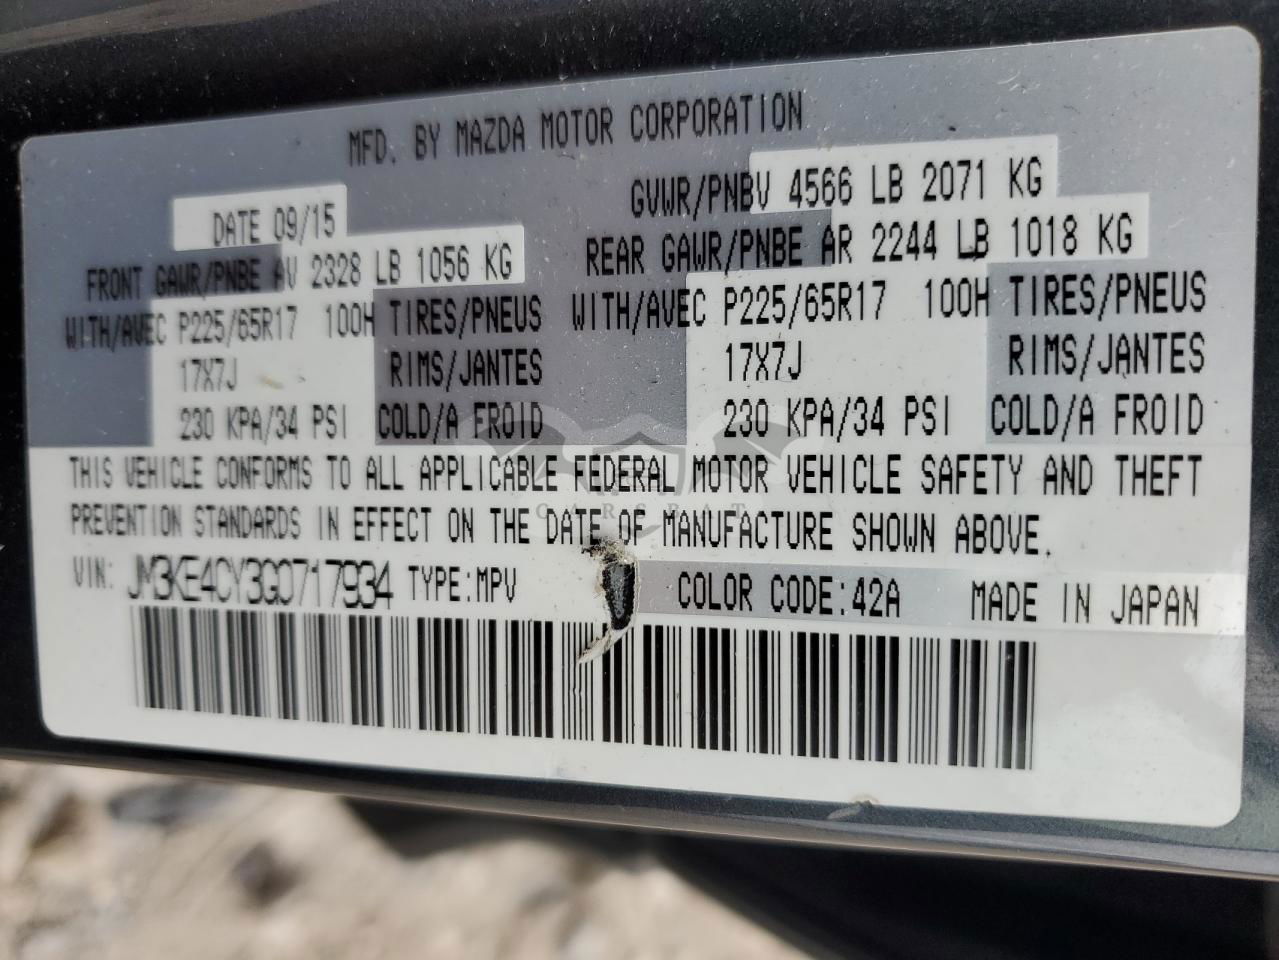 MFD. BY MAZDA MOTOR CORPORATION
DATE 09/15
GVWR/PNBV 4566 LB 2071 KG
FRONT GAWR/PNBE AV 2328 LB 1056 KG
REAR GAWR/PNBE AR 2244 LB 1018 KG
WITH/AVEC P225/65R17 100H TIRES/PNEUS
WITH/AVEC P225/65R17 100H TIRES/PNEUS
17X7J RIMS/JANTES
17X7J RIMS/JANTES
230 KPA/34 PSI COLD/A FROID
230 KPA/34 PSI COLD/A FROID
THIS VEHICLE CONFORMS TO ALL APPLICABLE FEDERAL MOTOR VEHICLE SAFETY AND THEFT
PREVENTION STANDARDS IN EFFECT ON THE DATE OF MANUFACTURE SHOWN ABOVE.
VIN: JM3KE4CY3G0717934 TYPE:MPV COLOR CODE:42A MADE IN JAPAN
CARSBAT